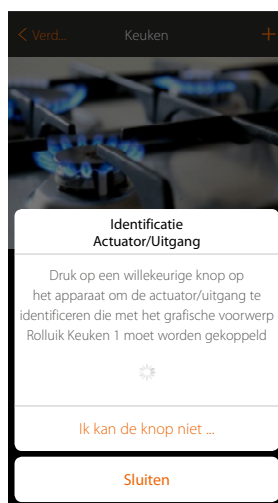 Verd...
Keuken
+
Identificatie
Actuator/Uitgang
Druk op een willekeurige knop op
het apparaat om de actuator/uitgang te
identificeren die met het grafische voorwerp
Rolluik Keuken 1 moet worden gekoppeld
Ik kan de knop niet ...
Sluiten